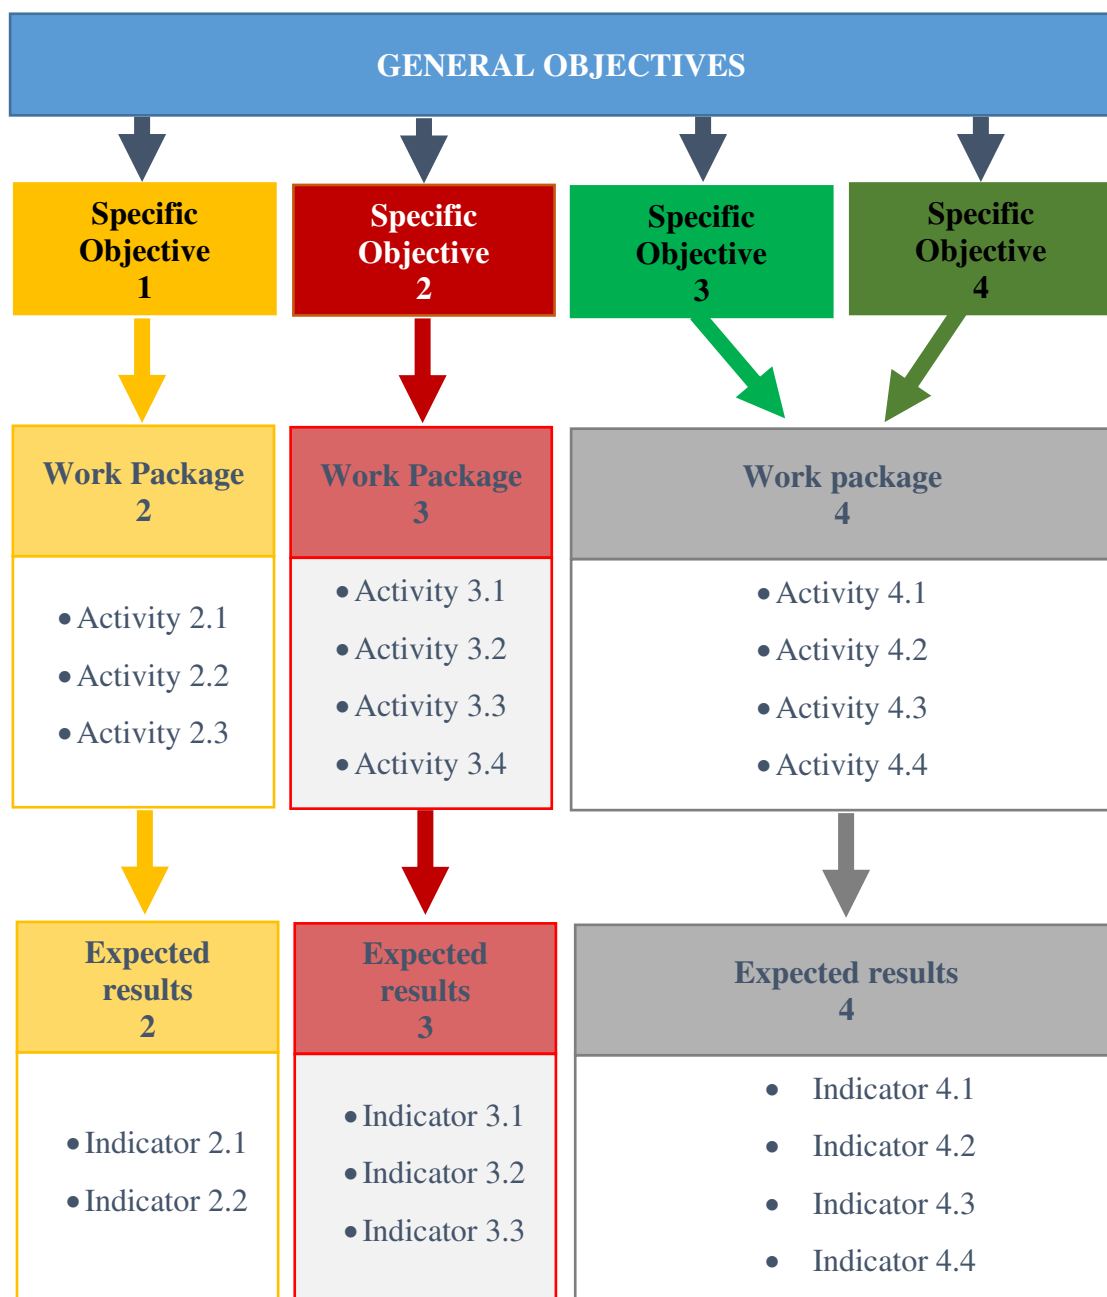 GENERAL OBJECTIVES
Specific
Objective
1
Specific
Objective
2
Specific
Objective
3
Specific
Objective
4
Work Package
2
• Activity 2.1
• Activity 2.2
• Activity 2.3
Work Package
3
• Activity 3.1
• Activity 3.2
• Activity 3.3
• Activity 3.4
Work package
4
• Activity 4.1
• Activity 4.2
• Activity 4.3
• Activity 4.4
Expected
results
2
• Indicator 2.1
• Indicator 2.2
Expected
results
3
• Indicator 3.1
• Indicator 3.2
• Indicator 3.3
Expected results
4
• Indicator 4.1
• Indicator 4.2
• Indicator 4.3
• Indicator 4.4